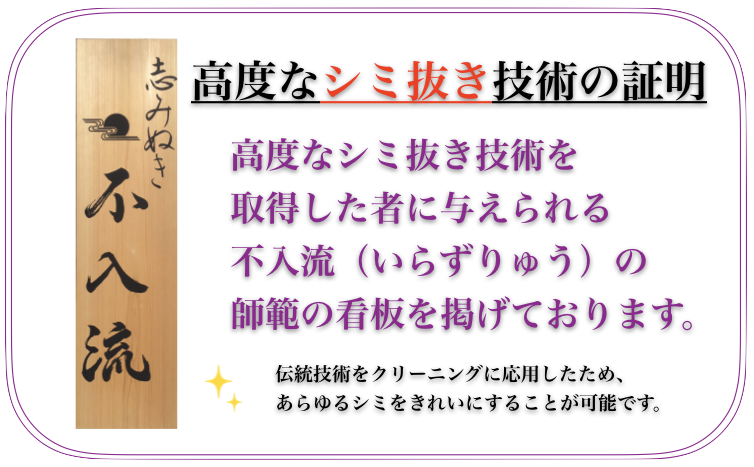 志みぬき
不入流
高度なシミ抜き技術の証明
高度なシミ抜き技術を
取得した者に与えられる
不入流（いらずりゅう）の
師範の看板を掲げております。
伝統技術をクリーニングに応用したため、
あらゆるシミをきれいにすることが可能です。